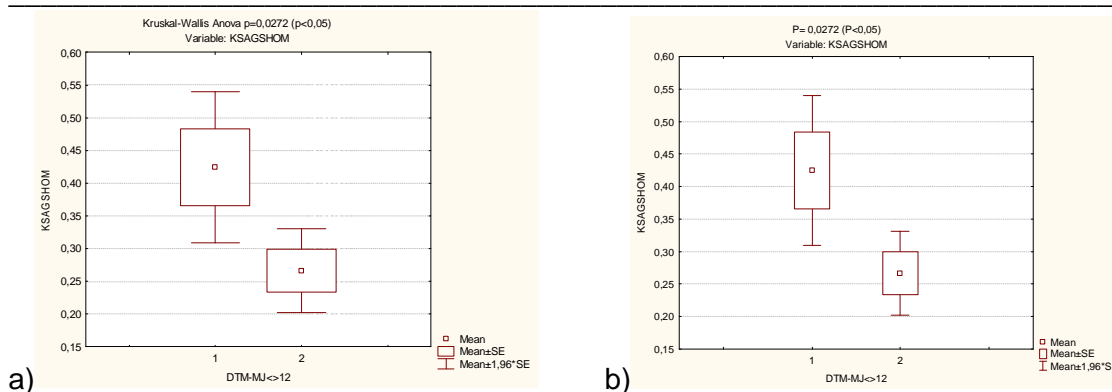 Kruskal-Wallis Anova p=0,0272 (p<0,05)
Variable: KSAGSHOM
KSAGSHOM
0,60
0,55
0,50
0,45
0,40
0,35
0,30
0,25
0,20
0,15
1
2
DTM-MJ<>12
Mean
Mean±SE
Mean±1,96*SE
a)
P= 0,0272 (P<0,05)
Variable: KSAGSHOM
KSAGSHOM
0,60
0,55
0,50
0,45
0,40
0,35
0,30
0,25
0,20
0,15
1
2
DTM-MJ<>12
Mean
Mean±SE
Mean±1,96*S
b)